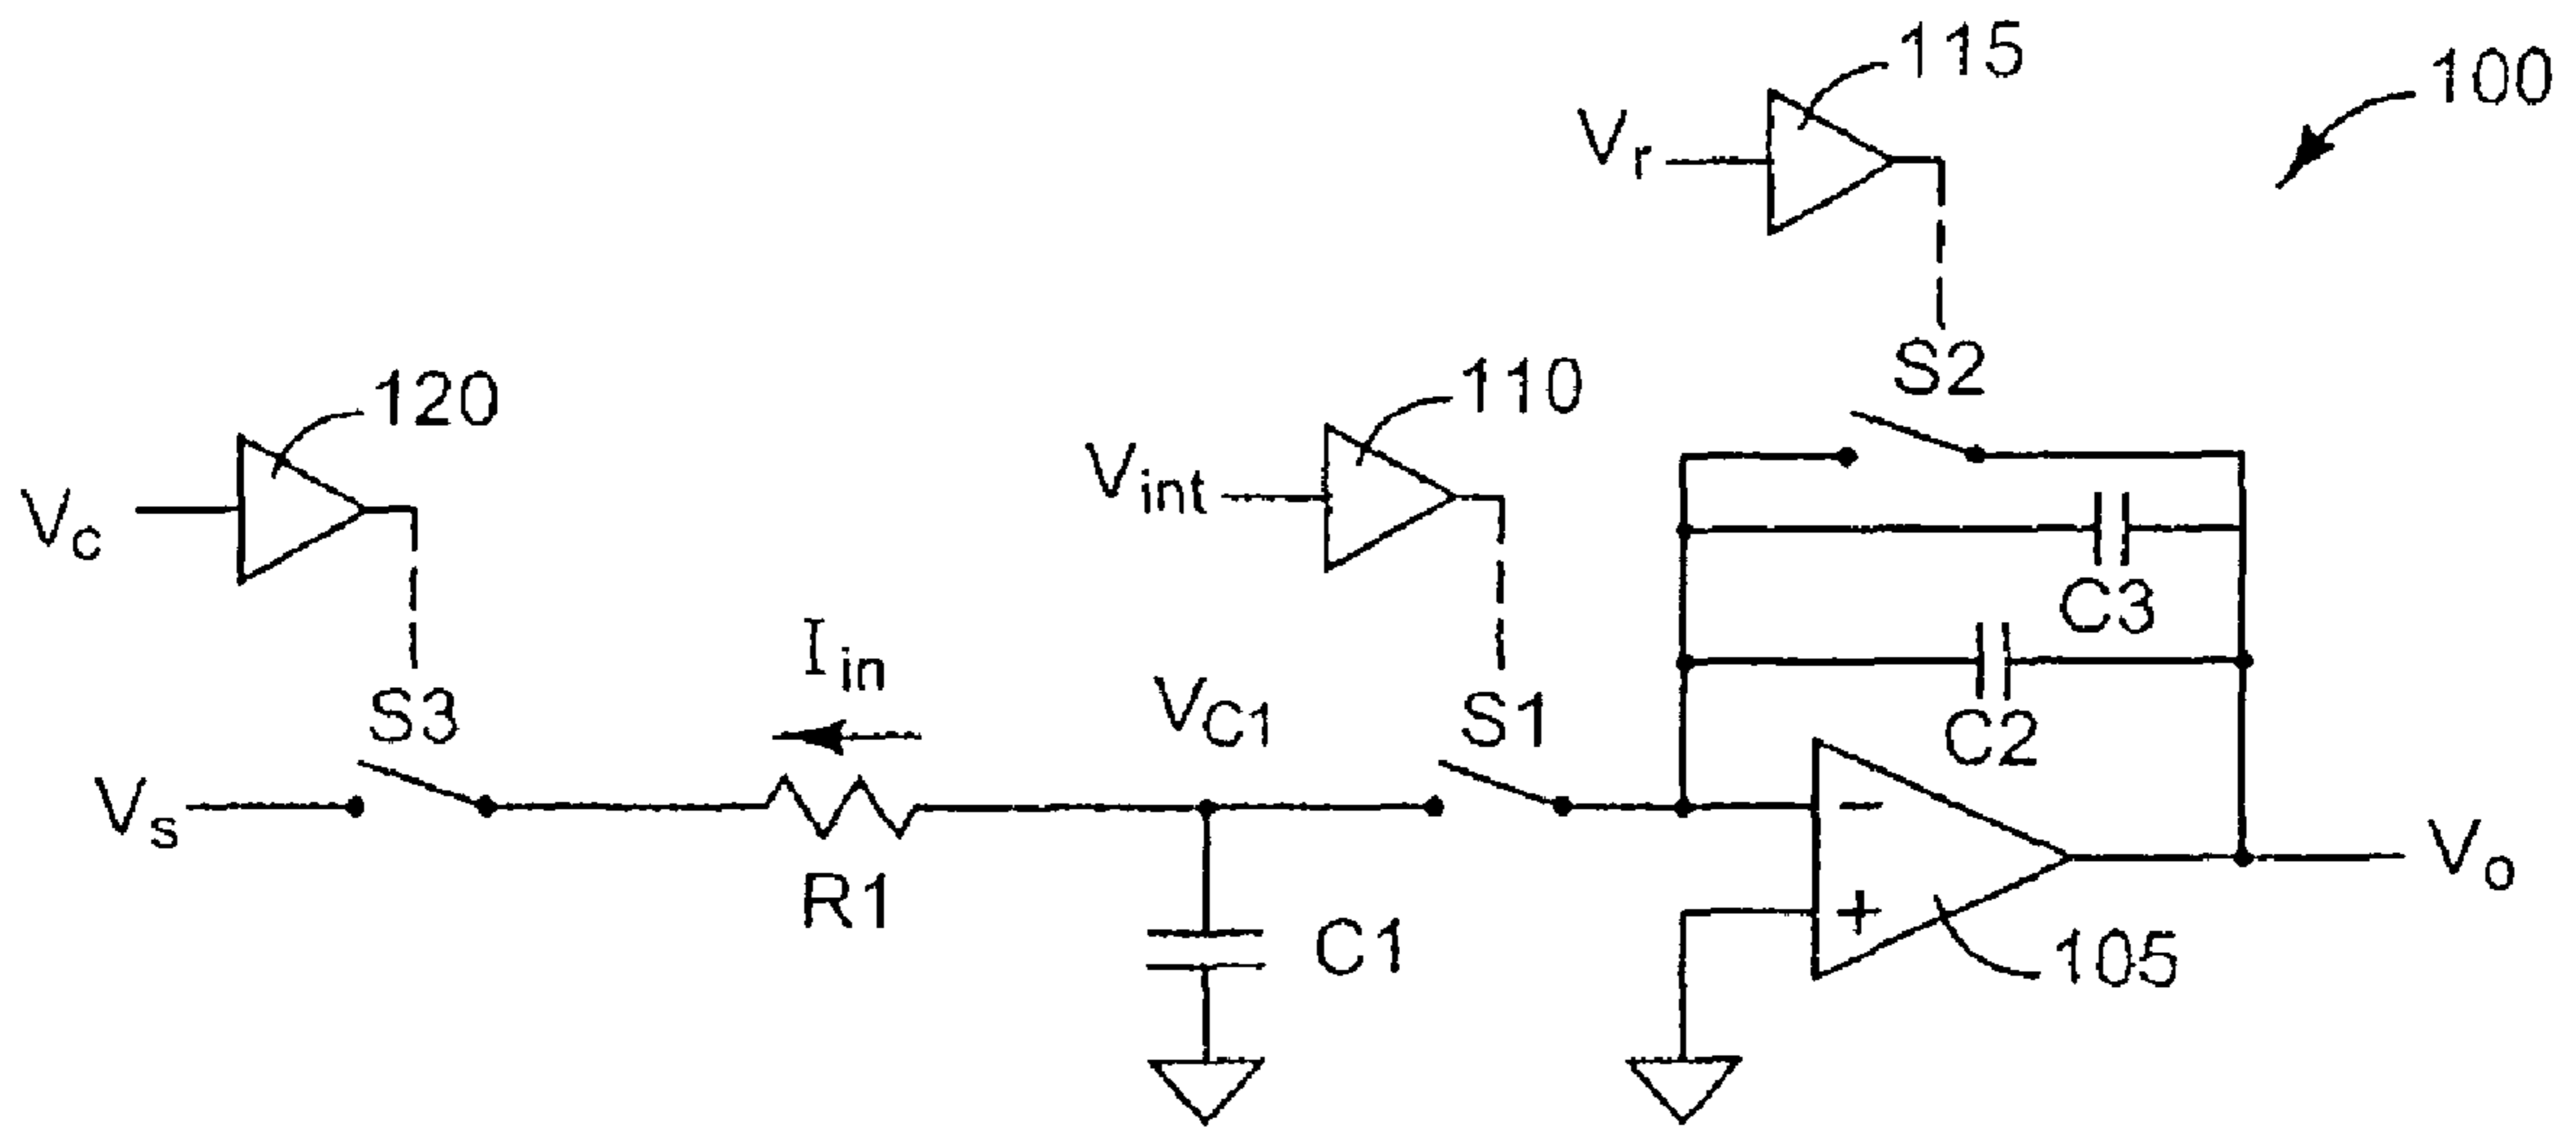 115
100
Vr
S2
120
110
Vint
Vc
C3
Iin
S3
VC1
S1
C2
Vs
−
Vo
R1
+
C1
105